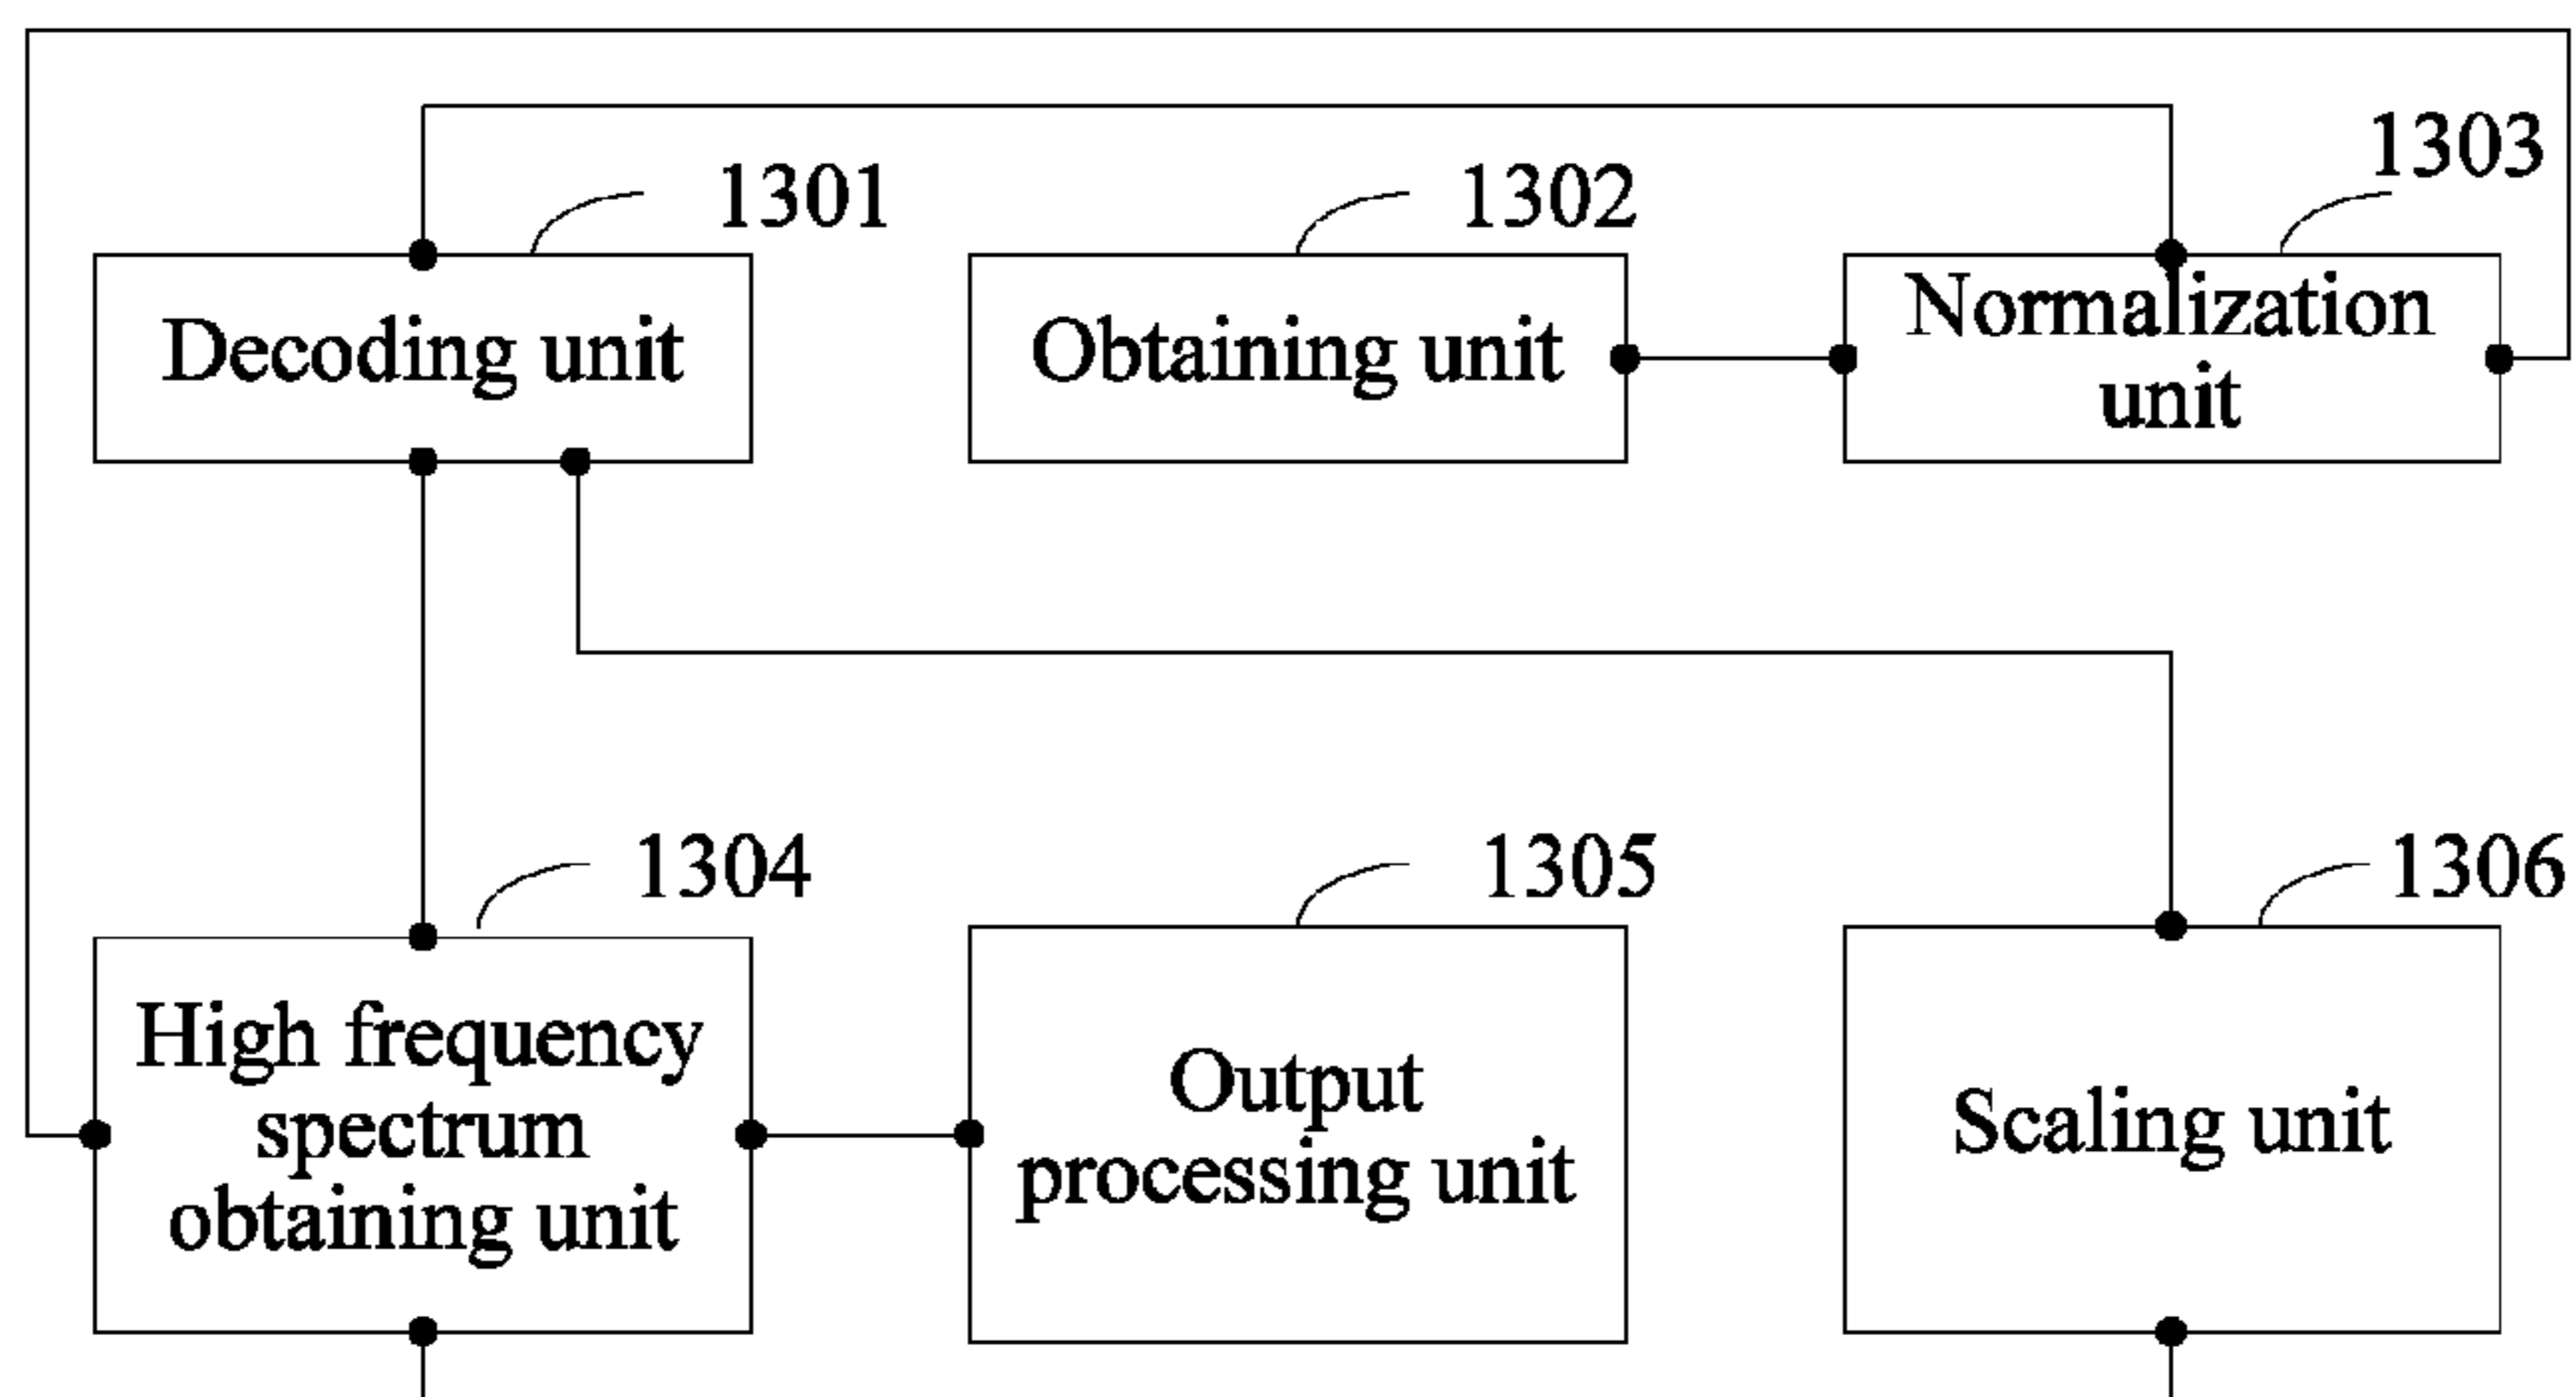 1301
1302
1303
Decoding unit
Obtaining unit
Normalization
unit
1304
1305
1306
High frequency
spectrum
obtaining unit
Output
processing unit
Scaling unit